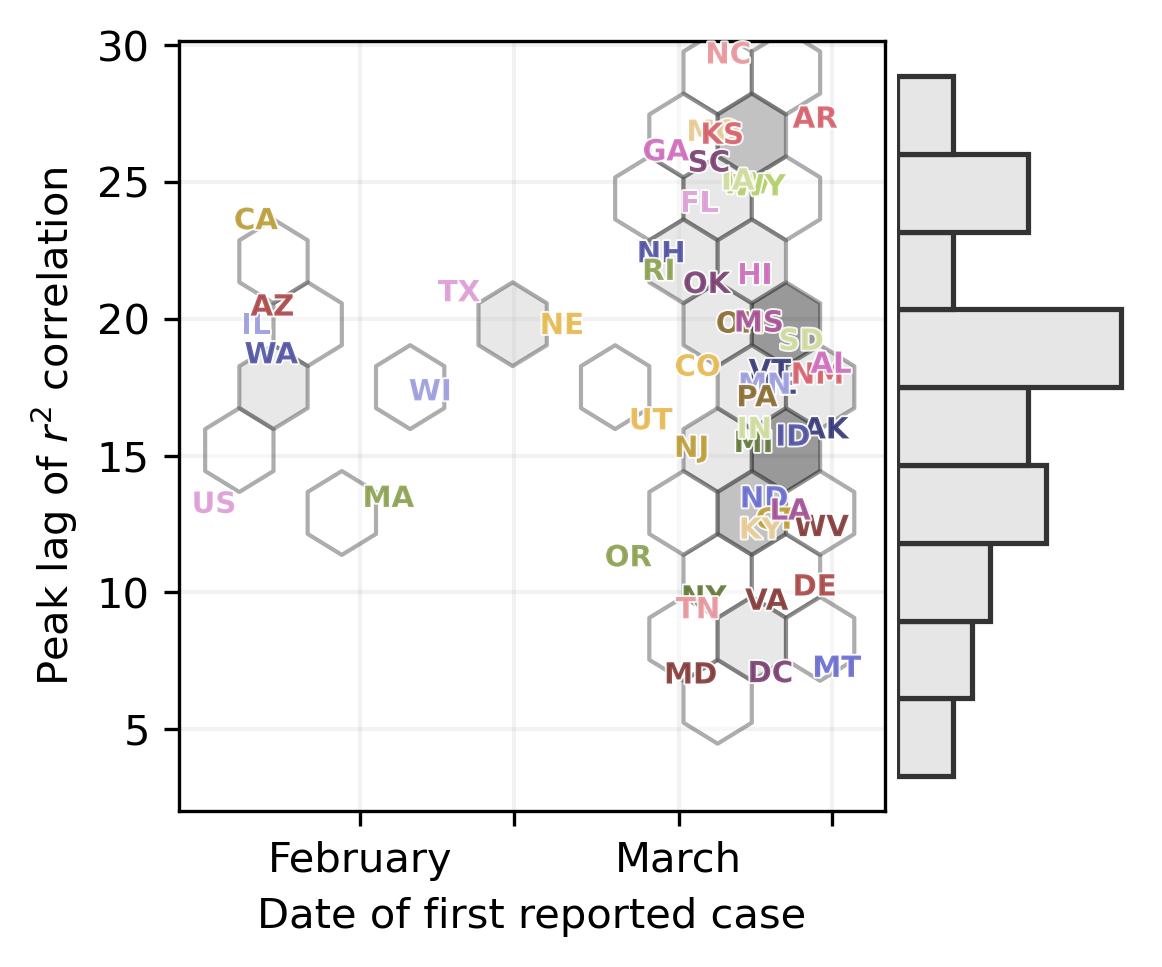 30
25
20
15
10
5
Peak lag of r² correlation
NC
AR
KS
GA
SC
IA
FL
CA
NH
RI
OK
HI
TX
AZ
IL
NE
MS
SD
WA
CO
VT
AL
NM
MN
WI
PA
UT
IN
AK
MI
ID
NJ
US
MA
ND
LA
KY
WV
OR
NY
TN
VA
DE
MD
DC
MT
February
March
Date of first reported case